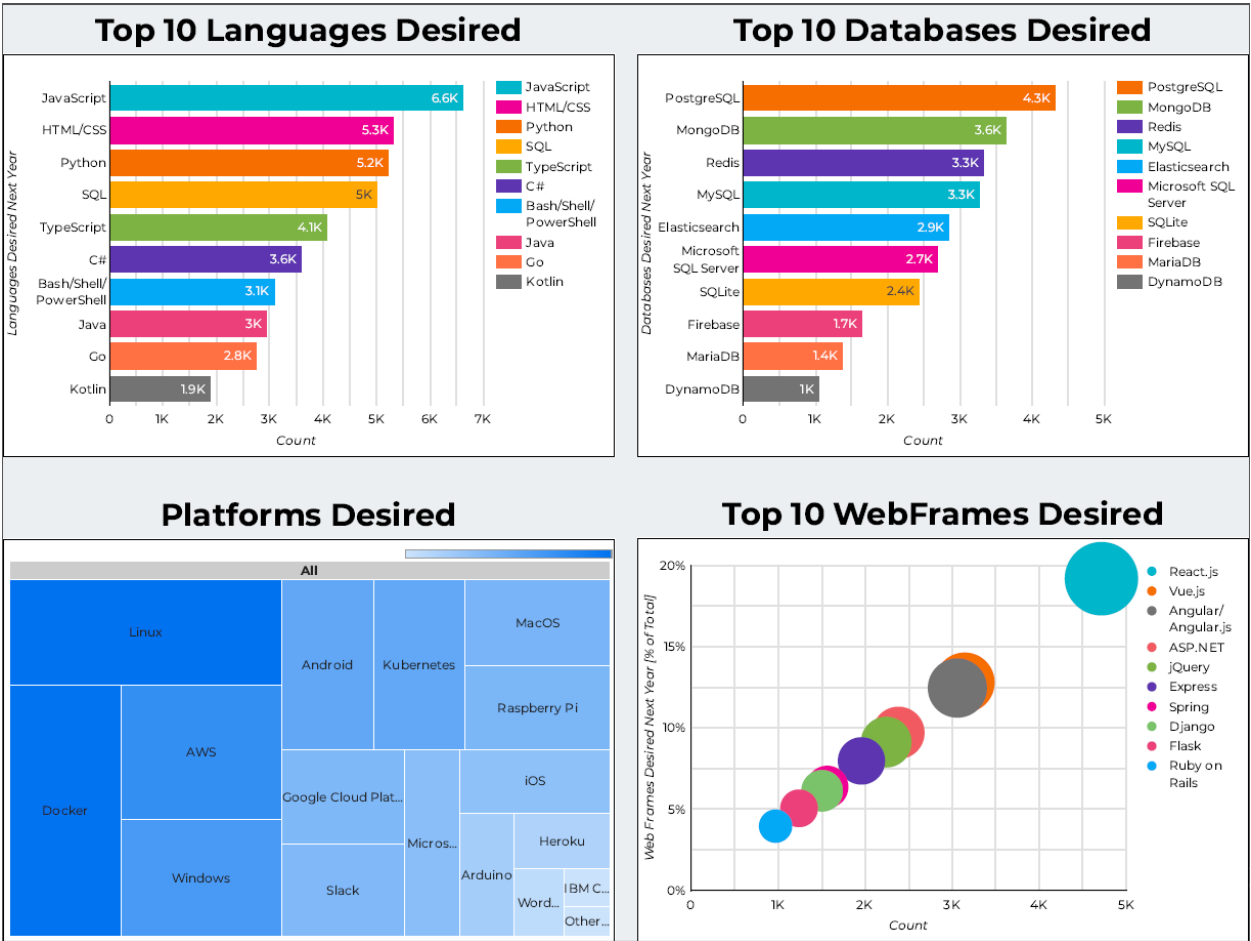 Top 10 Languages Desired
Languages Desired Next Year
JavaScript
HTML/CSS
Python
SQL
TypeScript
C#
Bash/Shell/
PowerShell
Java
Go
Kotlin
6.6K
5.3K
5.2K
5K
4.1K
3.6K
3.1K
3K
2.8K
1.9K
0 1K 2K 3K 4K 5K 6K 7K
Count
JavaScript
HTML/CSS
Python
SQL
TypeScript
C#
Bash/Shell/
PowerShell
Java
Go
Kotlin
Top 10 Databases Desired
Databases Desired Next Year
PostgreSQL
MongoDB
Redis
MySQL
Elasticsearch
Microsoft
SQL Server
SQLite
Firebase
MariaDB
DynamoDB
4.3K
3.6K
3.3K
3.3K
2.9K
2.7K
2.4K
1.7K
1.4K
1K
0 1K 2K 3K 4K 5K
Count
PostgreSQL
MongoDB
Redis
MySQL
Elasticsearch
Microsoft SQL
Server
SQLite
Firebase
MariaDB
DynamoDB
Platforms Desired
All
Linux
Docker
AWS
Windows
Android
Kubernetes
MacOS
Raspberry Pi
Google Cloud Plat...
Slack
Micros...
iOS
Arduino
Heroku
Word...
IBM C...
Other...
Top 10 WebFrames Desired
Web Frames Desired Next Year [% of Total]
20%
15%
10%
5%
0%
0 1K 2K 3K 4K 5K
Count
React.js
Vue.js
Angular/
Angular.js
ASP.NET
jQuery
Express
Spring
Django
Flask
Ruby on
Rails